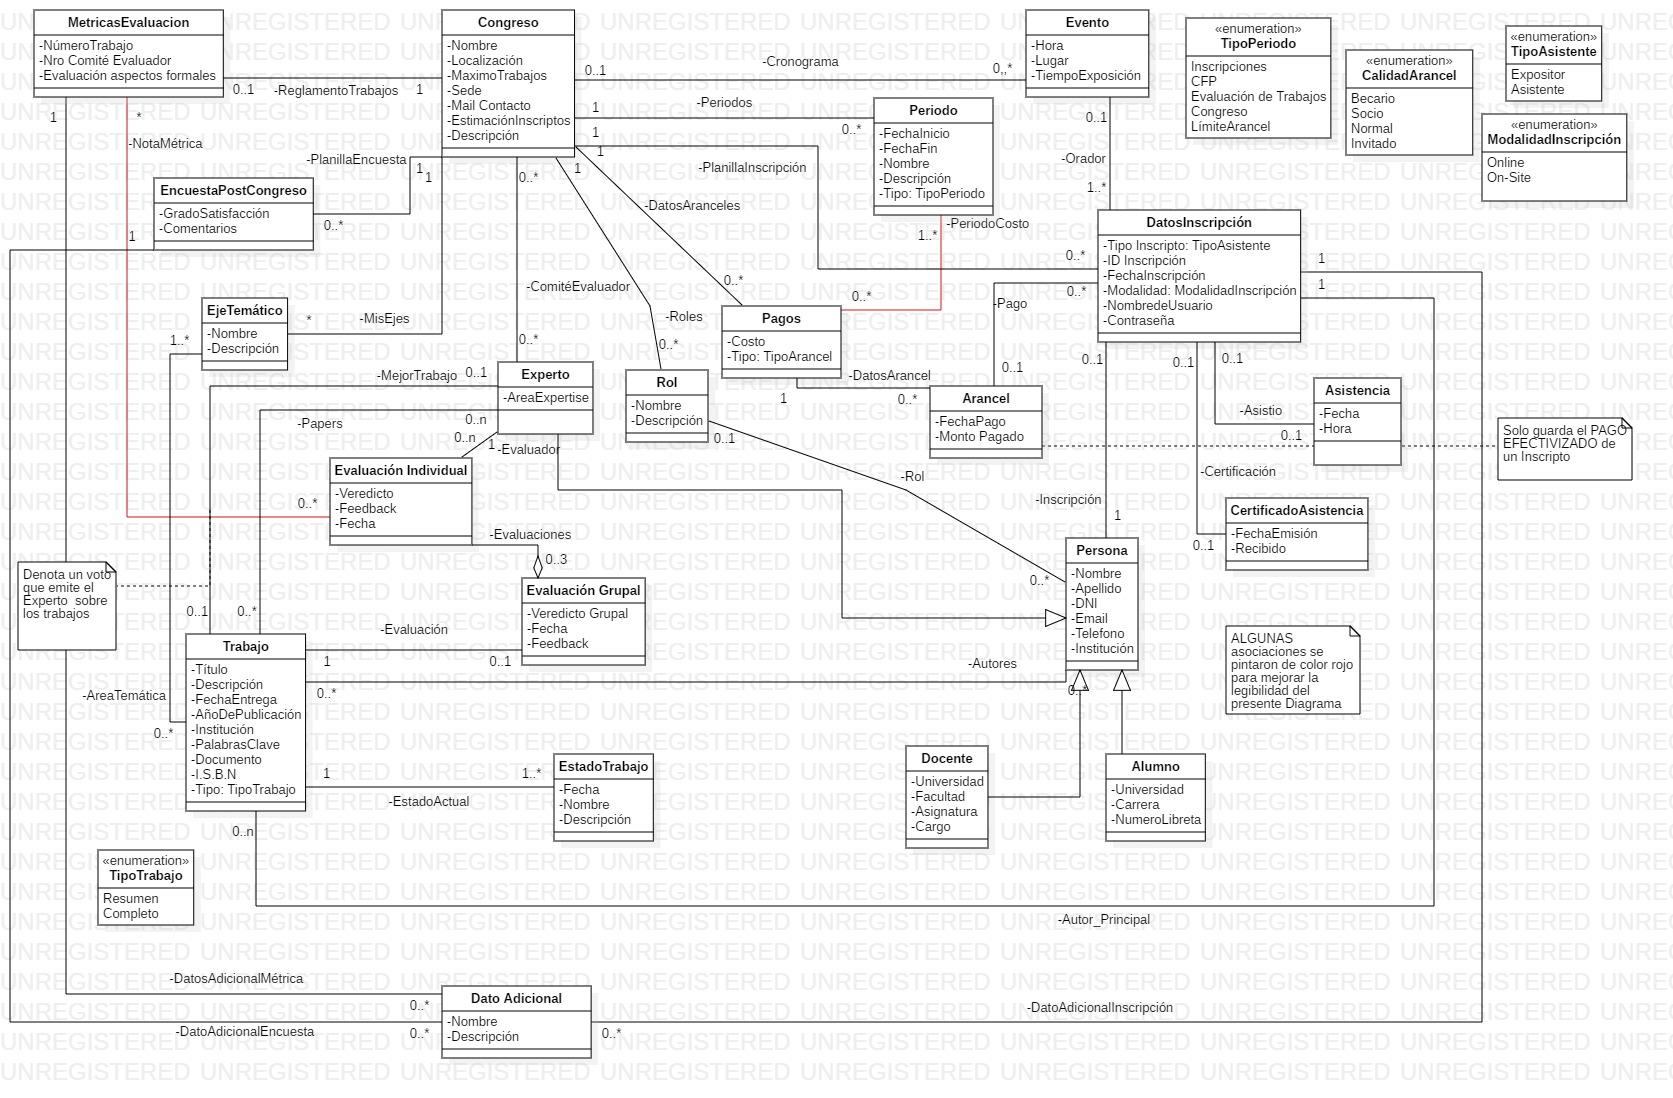 MetricasEvaluacion
-NúmeroTrabajo
-Nro Comité Evaluador
-Evaluación aspectos formales
Congreso
-Nombre
-Localización
-MaximoTrabajos
-Sede
-Mail Contacto
-EstimaciónInscriptos
-Descripción
Evento
-Hora
-Lugar
-TiempoExposición
«enumeration»
TipoPeriodo
Inscripciones
CFP
Evaluación de Trabajos
Congreso
LímiteArancel
«enumeration»
CalidadArancel
Becario
Socio
Normal
Invitado
«enumeration»
TipoAsistente
Expositor
Asistente
«enumeration»
ModalidadInscripción
Online
On-Site
0..1
-ReglamentoTrabajos
1
0..1
-Cronograma
0,,*
1
-Periodos
0..*
Periodo
-FechaInicio
-FechaFin
-Nombre
-Descripción
-Tipo: TipoPeriodo
1
*
-NotaMétrica
1
1
-PlanillaInscripción
0..*
0..1
-Orador
1..*
-PlanillaEncuesta
1
1
0..*
1
EncuestaPostCongreso
-GradoSatisfacción
-Comentarios
0..*
1
-DatosAranceles
0..*
-PeriodoCosto
1..*
0..*
DatosInscripción
-Tipo Inscripto: TipoAsistente
-ID Inscripción
-FechaInscripción
-Modalidad: ModalidadInscripción
-NombredeUsuario
-Contraseña
1
1
-ComitéEvaluador
0..*
-Roles
0..*
EjeTemático
-Nombre
-Descripción
*
-MisEjes
1..*
Pagos
-Costo
-Tipo: TipoArancel
-Pago
0..*
0..1
-DatosArancel
1
0..*
Arancel
-FechaPago
-Monto Pagado
0..1
0..1
0..1
-Asistio
0..1
Asistencia
-Fecha
-Hora
Solo guarda el PAGO
EFECTIVIZADO de
un Inscripto
-MejorTrabajo
0..1
Experto
-AreaExpertise
-Papers
0..n
0..n
1
-Evaluador
Rol
-Nombre
-Descripción
0..1
-Rol
0..*
Evaluación Individual
-Veredicto
-Feedback
-Fecha
0..*
-Evaluaciones
0..3
-Inscripción
1
-Certificación
0..1
CertificadoAsistencia
-FechaEmisión
-Recibido
Denota un voto
que emite el
Experto  sobre
los trabajos
Evaluación Grupal
-Veredicto Grupal
-Fecha
-Feedback
Persona
-Nombre
-Apellido
-DNI
-Email
-Telefono
-Institución
ALGUNAS
asociaciones se
pintaron de color rojo
para mejorar la
legibilidad del
presente Diagrama
0..1
0..*
-Evaluación
1
0..1
-Autores
0..*
0..*
Trabajo
-Título
-Descripción
-FechaEntrega
-AñoDePublicación
-Institución
-PalabrasClave
-Documento
-I.S.B.N
-Tipo: TipoTrabajo
-AreaTemática
0..*
1
1..*
-EstadoActual
EstadoTrabajo
-Fecha
-Nombre
-Descripción
Docente
-Universidad
-Facultad
-Asignatura
-Cargo
Alumno
-Universidad
-Carrera
-NumeroLibreta
0..n
«enumeration»
TipoTrabajo
Resumen
Completo
-Autor_Principal
-DatosAdicionalMétrica
0..*
Dato Adicional
-Nombre
-Descripción
-DatoAdicionalEncuesta
0..*
0..*
-DatoAdicionalInscripción
UNREGISTERED